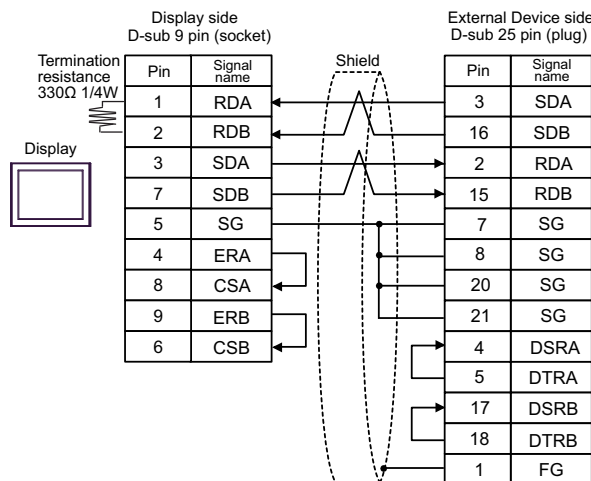 Display side
D-sub 9 pin (socket)
External Device side
D-sub 25 pin (plug)
Termination
resistance
330Ω 1/4W
Display
Shield
Pin Signal name
1 RDA
2 RDB
3 SDA
7 SDB
5 SG
4 ERA
8 CSA
9 ERB
6 CSB
Pin Signal name
3 SDA
16 SDB
2 RDA
15 RDB
7 SG
8 SG
20 SG
21 SG
4 DSRA
5 DTRA
17 DSRB
18 DTRB
1 FG